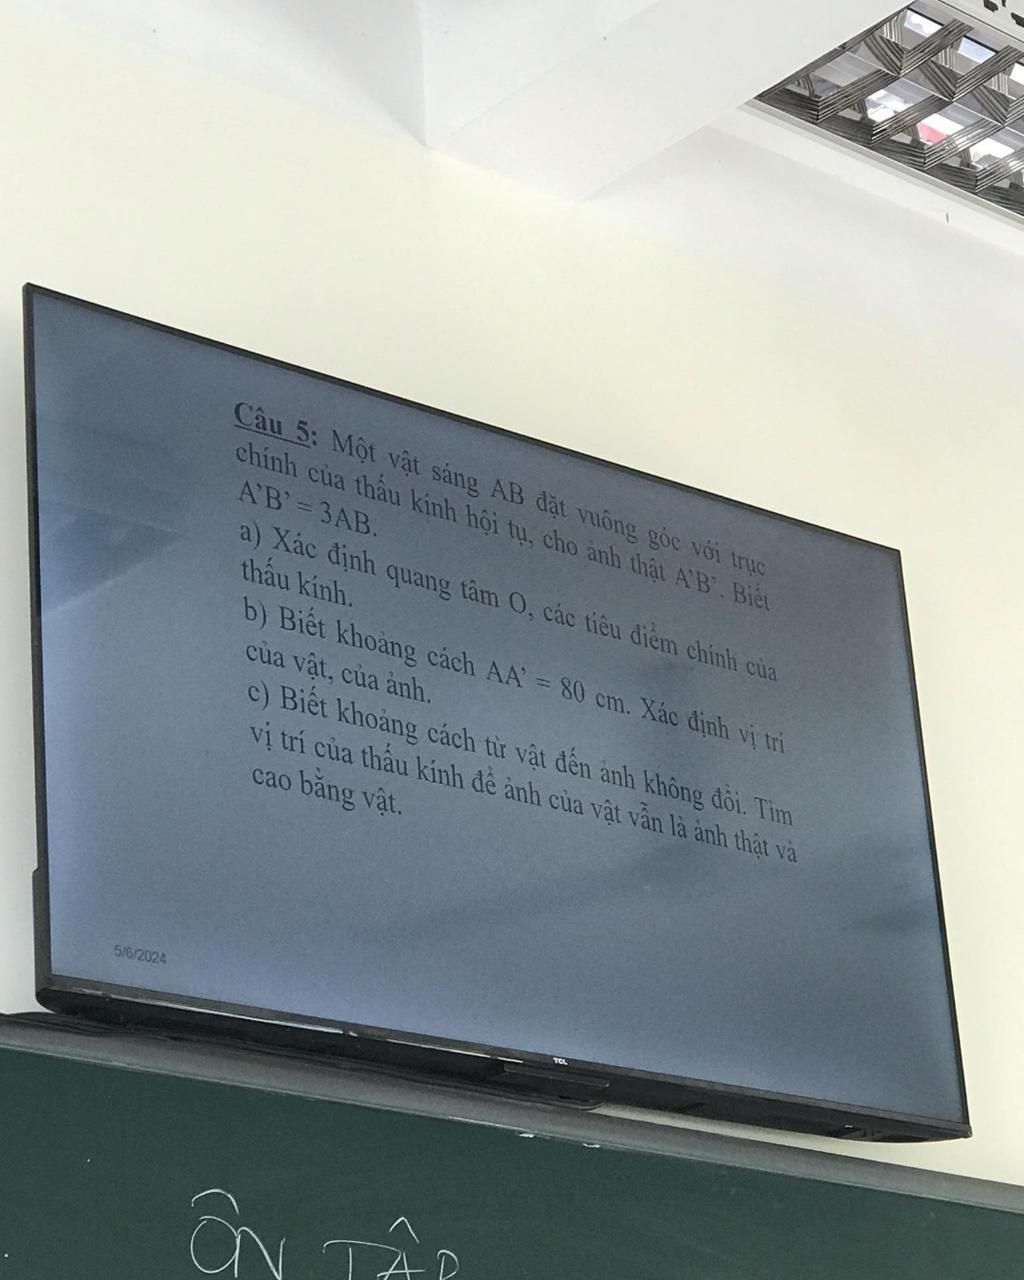 Câu 5: Một vật sáng AB đặt vuông góc với trục
chính của thấu kính hội tụ, cho ảnh thật A'B'. Biết
A'B' = 3AB.
a) Xác định quang tâm O, các tiêu điểm chính của
thấu kính.
b) Biết khoảng cách AA' = 80 cm. Xác định vị trí
của vật, của ảnh.
c) Biết khoảng cách từ vật đến ảnh không đổi. Tìm
vị trí của thấu kính để ảnh của vật vẫn là ảnh thật và
cao bằng vật.
5/6/2024
TCL
ÔN TẬP